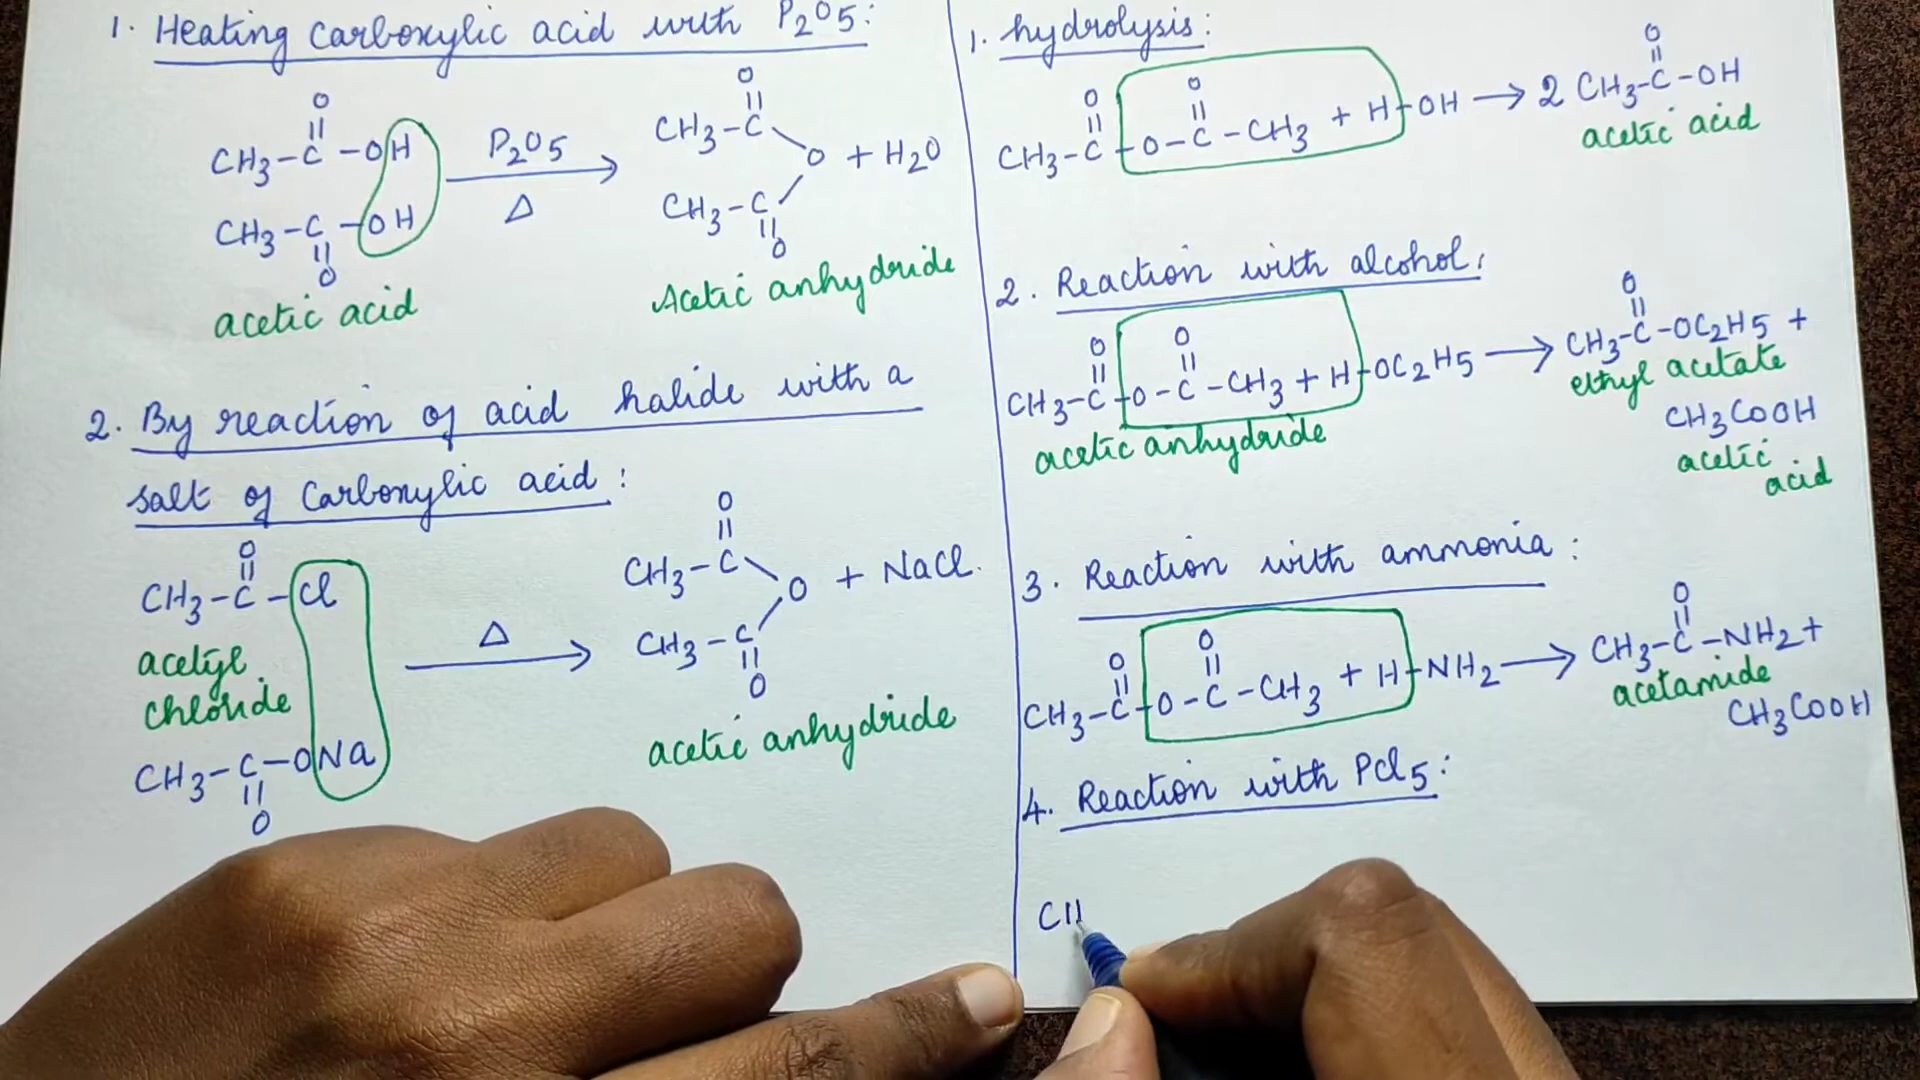 1. Heating carboxylic acid with P2O5:
O
||
CH3-C-OH
P2O5
Δ
CH3-C-OH
||
O
acetic acid
O
||
CH3-C
O + H2O
CH3-C
||
O
Acetic anhydride
2. By reaction of acid halide with a
salt of Carboxylic acid:
O
||
CH3-C-Cl
acetyl
chloride
CH3-C-ONa
||
O
Δ
O
||
CH3-C
O + NaCl.
CH3-C
||
O
acetic anhydride
1. hydrolysis:
O O O
|| || ||
CH3-C-O-C-CH3 + H-OH → 2 CH3-C-OH
acetic acid
2. Reaction with alcohol:
O O O
|| || ||
CH3-C-O-C-CH3 + H-OC2H5 → CH3-C-OC2H5 +
acetic anhydride ethyl acetate
CH3COOH
acetic
acid
3. Reaction with ammonia:
O O O
|| || ||
CH3-C-O-C-CH3 + H-NH2 → CH3-C-NH2 +
acetamide
CH3COOH
4. Reaction with PCl5:
CH